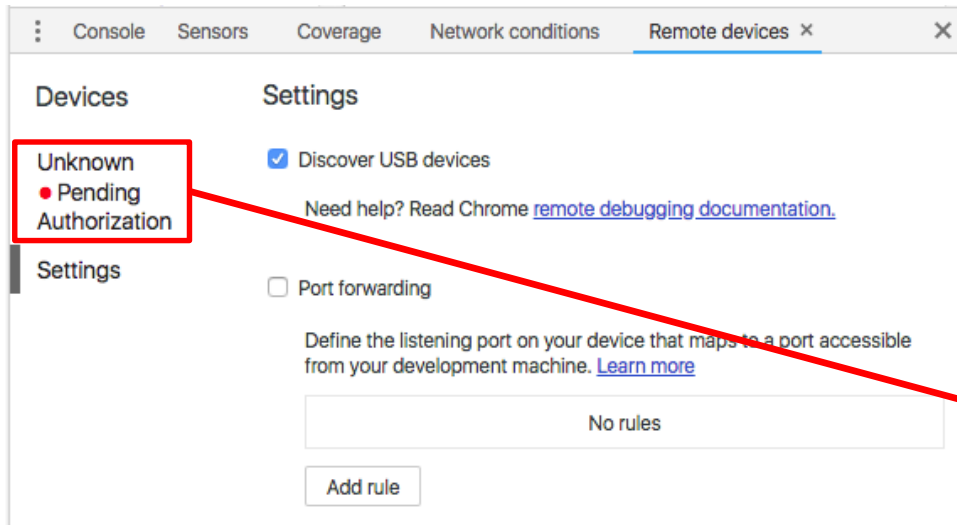 Console Sensors Coverage Network conditions Remote devices ×
Devices
Unknown
Pending
Authorization
Settings
Settings
Discover USB devices
Need help? Read Chrome remote debugging documentation.
Port forwarding
Define the listening port on your device that maps to a port accessible
from your development machine. Learn more
No rules
Add rule